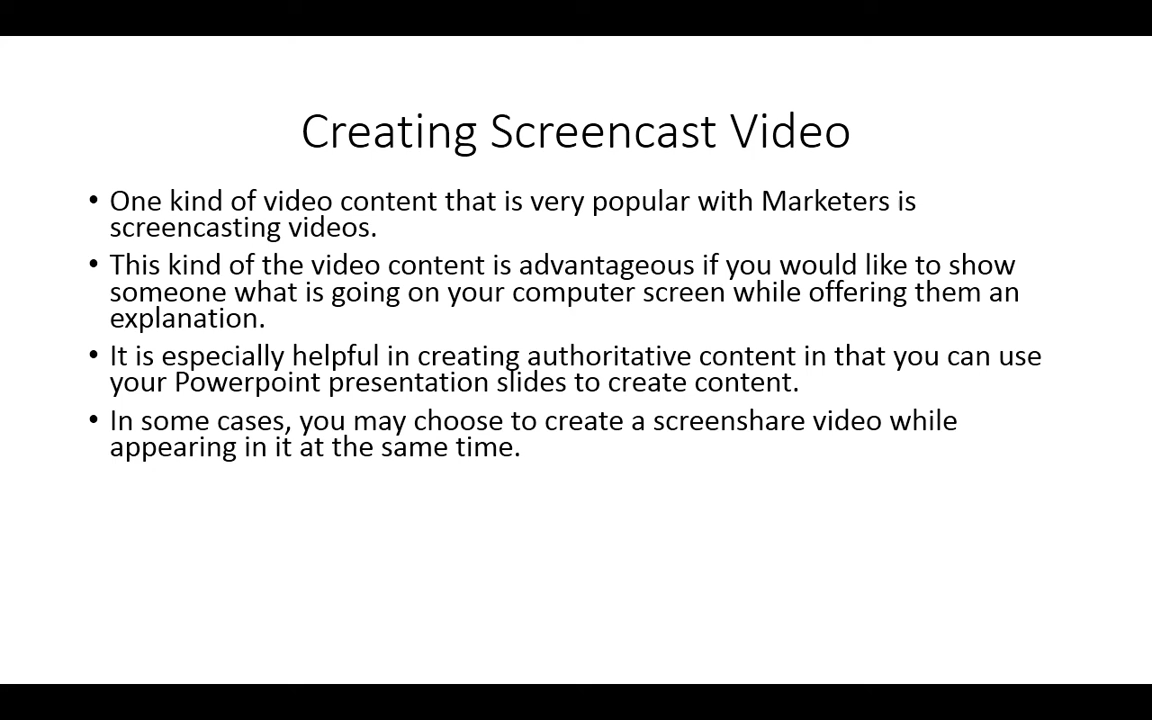 Creating Screencast Video
• One kind of video content that is very popular with Marketers is
screencasting videos.
• This kind of the video content is advantageous if you would like to show
someone what is going on your computer screen while offering them an
explanation.
• It is especially helpful in creating authoritative content in that you can use
your Powerpoint presentation slides to create content.
• In some cases, you may choose to create a screenshare video while
appearing in it at the same time.